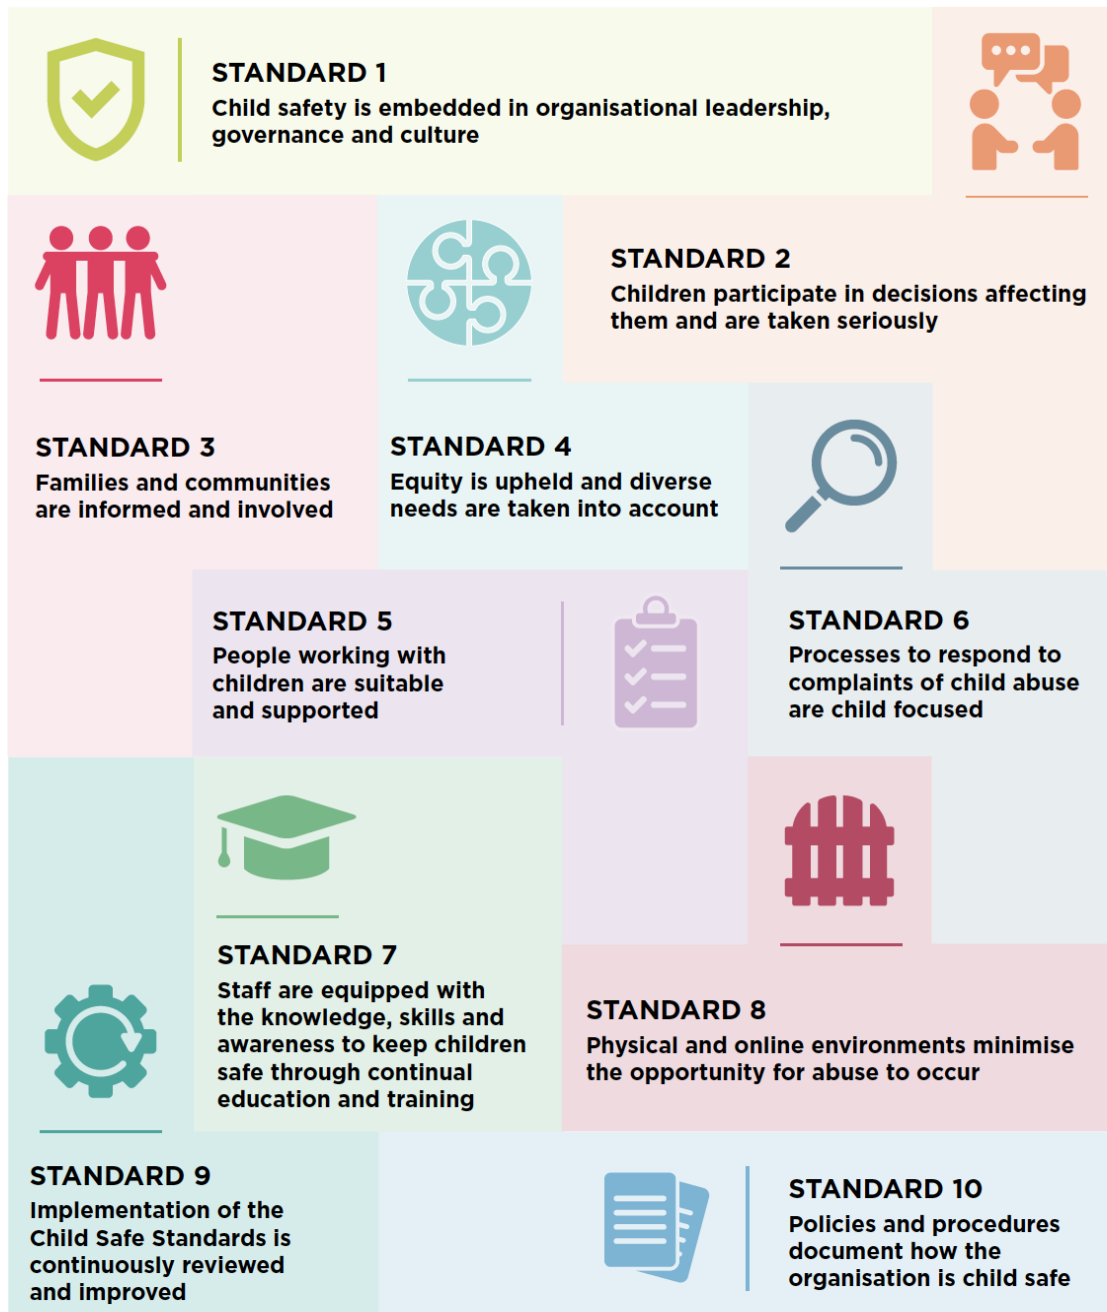 STANDARD 1
Child safety is embedded in organisational leadership,
governance and culture
STANDARD 2
Children participate in decisions affecting
them and are taken seriously
STANDARD 3
Families and communities
are informed and involved
STANDARD 4
Equity is upheld and diverse
needs are taken into account
STANDARD 5
People working with
children are suitable
and supported
STANDARD 6
Processes to respond to
complaints of child abuse
are child focused
STANDARD 7
Staff are equipped with
the knowledge, skills and
awareness to keep children
safe through continual
education and training
STANDARD 8
Physical and online environments minimise
the opportunity for abuse to occur
STANDARD 9
Implementation of the
Child Safe Standards is
continuously reviewed
and improved
STANDARD 10
Policies and procedures
document how the
organisation is child safe